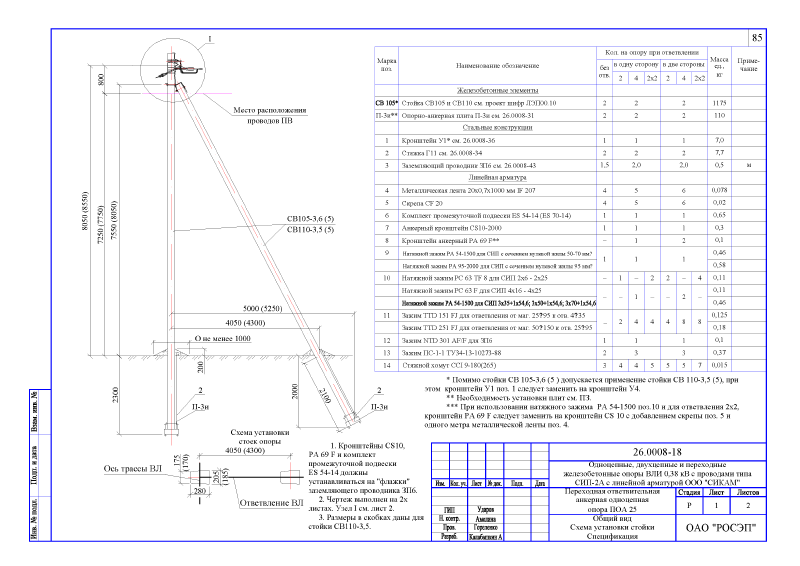 85
I
800
Место расположения
проводов ПВ
8050 (8550)
7250 (7750)
7550 (8050)
СВ105-3,6 (5)
СВ110-3,5 (5)
5000 (5250)
4050 (4300)
О не менее 1000
200
2300
2000
2100
2
П-3и
2
П-3и
Схема установки
стоек опоры
4050 (4300)
Ось трассы ВЛ
175
(170)
205
(185)
280
Ответвление ВЛ
1. Кронштейны CS10,
PA 69 F и комплект
промежуточной подвески
ES 54-14 должны
устанавливаться на "флажки"
заземляющего проводника ЗП6.
2. Чертеж выполнен на 2х
листах. Узел I см. лист 2.
3. Размеры в скобках даны для
стойки СВ110-3,5.
Марка поз. Наименование обозначение Кол. на опору при ответвлении Масса ед., кг Приме-чание
без отв. в одну сторону в две стороны
2 4 2х2 2 4 2х2
Железобетонные элементы
СВ 105* Стойка СВ105 и СВ110 см. проект шифр ЛЭП00.10 2 2 2 1175
П-3и** Опорно-анкерная плита П-3и см. 26.0008-31 2 2 2 110
Стальные конструкции
1 Кронштейн У1* см. 26.0008-36 1 1 1 7,0
2 Стяжка Г11 см. 26.0008-34 2 2 2 7,7
3 Заземляющий проводник ЗП6 см. 26.0008-43 1,5 2,0 2,0 0,5 м
Линейная арматура
4 Металлическая лента 20х0,7х1000 мм IF 207 4 5 6 0,078
5 Скрепа CF 20 4 5 6 0,02
6 Комплект промежуточной подвески ES 54-14 (ES 70-14) 1 1 1 0,65
7 Анкерный кронштейн CS10-2000 1 1 1 0,3
8 Кронштейн анкерный PA 69 F** – 1 2 0,1
9 Натяжной зажим PA 54-1500 для СИП с сечением нулевой жилы 50-70 мм? 1 1 1 0,46
Натяжной зажим PA 95-2000 для СИП с сечением нулевой жилы 95 мм? 0,58
10 Натяжной зажим PC 63 TF 8 для СИП 2х6 - 2х25 – 1 – 2 2 – 4 0,11
Натяжной зажим PC 63 F для СИП 4х16 - 4х25 – – 1 – – 2 – 0,11
Натяжной зажим PA 54-1500 для СИП 3х35+1х54,6; 3х50+1х54,6; 3х70+1х54,6 0,46
11 Зажим TTD 151 FJ для ответвления от маг. 25?95 к отв. 4?35 – 2 4 4 4 8 8 0,125
Зажим TTD 251 FJ для ответвления от маг. 50?150 к отв. 25?95 0,18
12 Зажим NTD 301 AF/F для ЗП6 1 1 1 0,1
13 Зажим ПС-1-1 ТУ34-13-10273-88 2 3 3 0,37
14 Стяжной хомут CC1 9-180(265) 3 4 4 5 5 5 7 0,015
* Помимо стойки СВ 105-3,6 (5 ) допускается применение стойки СВ 110-3,5 (5), при
этом кронштейн У1 поз. 1 следует заменить на кронштейн У4.
** Необходимость установки плит см. ПЗ.
*** При использовании натяжного зажима PA 54-1500 поз.10 и для ответвления 2х2,
кронштейн PA 69 F следует заменить на кронштейн CS 10 с добавлением скрепы поз. 5 и
одного метра металлической ленты поз. 4.
Взам. инв. №
Подп. и дата
Инв. № подл.
26.0008-18
Одноцепные, двухцепные и переходные
железобетонные опоры ВЛИ 0,38 кВ с проводами типа
СИП-2А с линейной арматурой ООО "СИКАМ"
Изм. Кол. уч. Лист № док. Подп. Дата
Переходная ответвительная
анкерная одноцепная
опора ПОА 25
Стадия Лист Листов
Р 1 2
ГИП Ударов
Н. контр. Амелина
Пров. Гореленко
Разраб. Калабашкин А
Общий вид
Схема установки стойки
Спецификация
ОАО "РОСЭП"